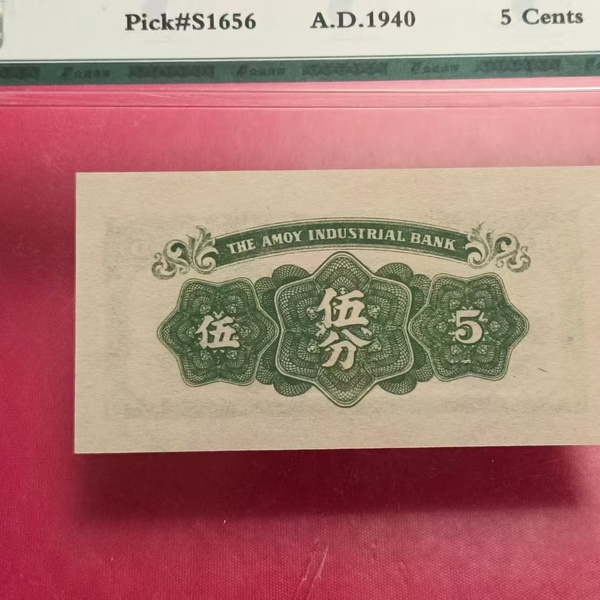 Pick#S1656 A.D.1940 5 Cents
THE AMOY INDUSTRIAL BANK
伍 伍分 5